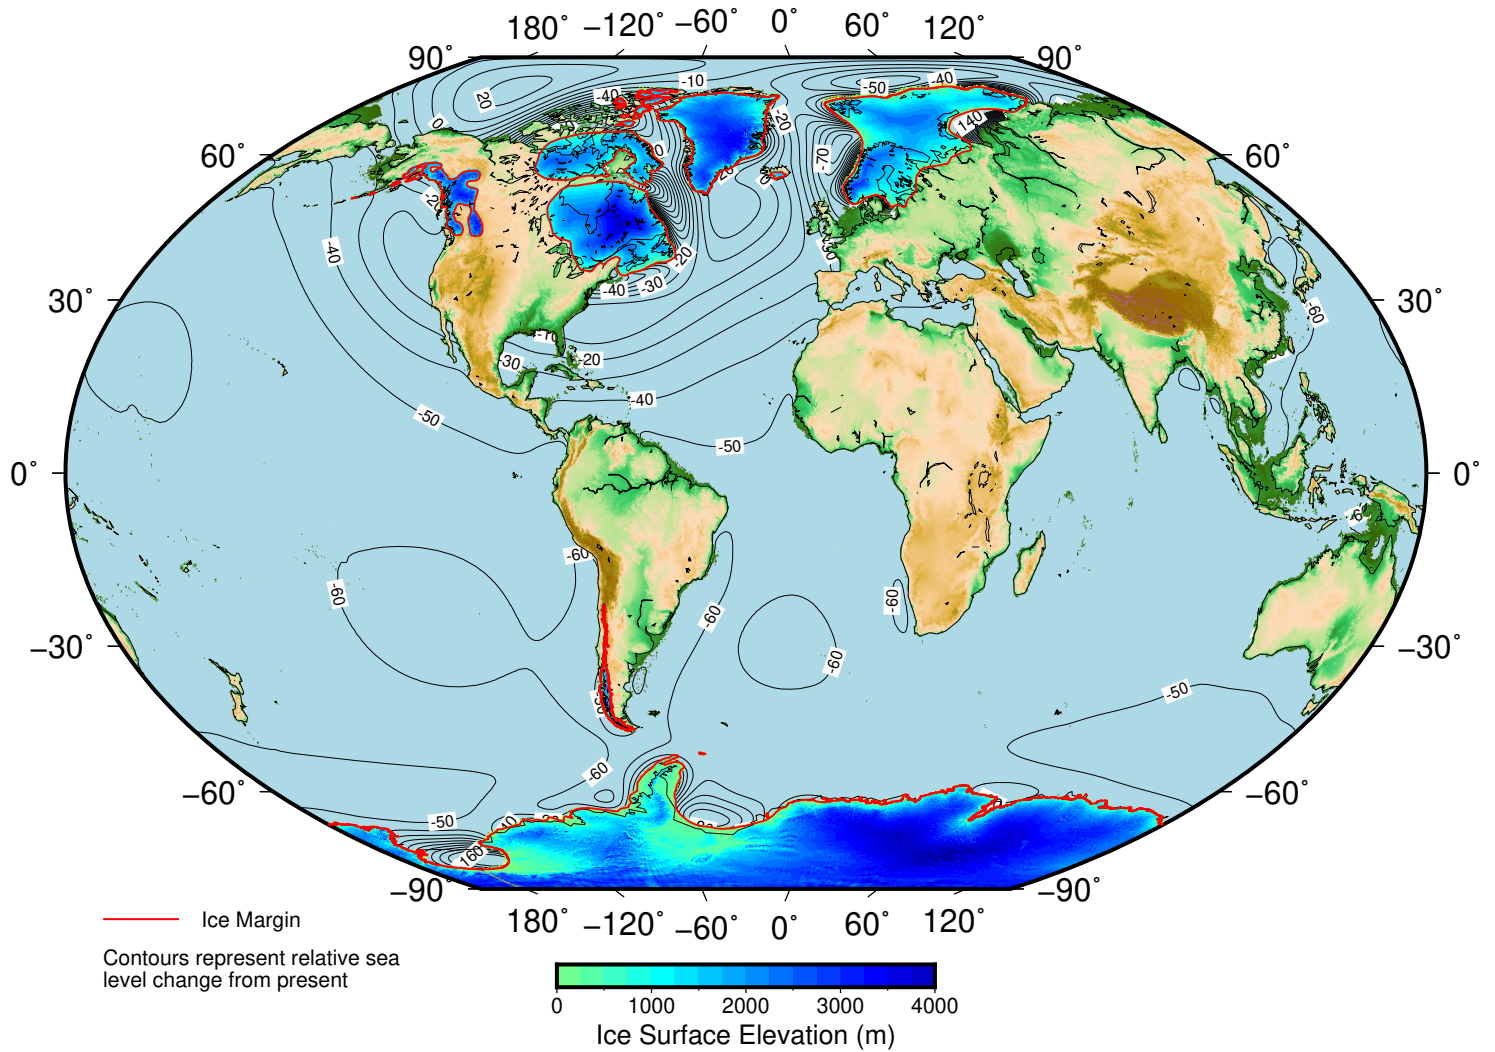 180° −120° −60° 0° 60° 120°
90° 90°
-10 -50 -40
20 -40
0 -20 140
60° -70 60°
-20
-40 -20
-40 -30
30° -60 30°
-10
-30 -20
-40
-50 -50
0° 0°
-60
-60 -60 -60
−30° -60 −30°
-50
-60
−60° −60°
-50
160
−90° −90°
180° −120° −60° 0° 60° 120°
Ice Margin
Contours represent relative sea
level change from present
0 1000 2000 3000 4000
Ice Surface Elevation (m)